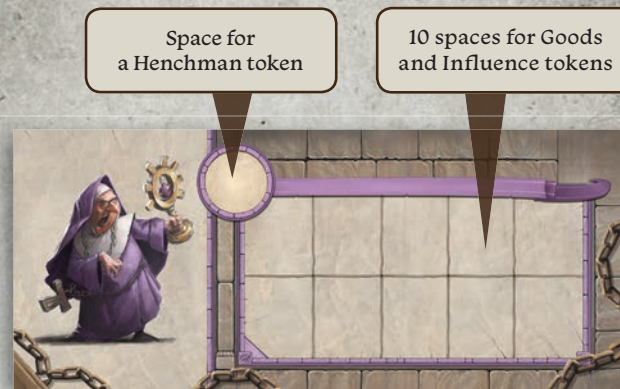 Space for
a Henchman token
10 spaces for Goods
and Influence tokens